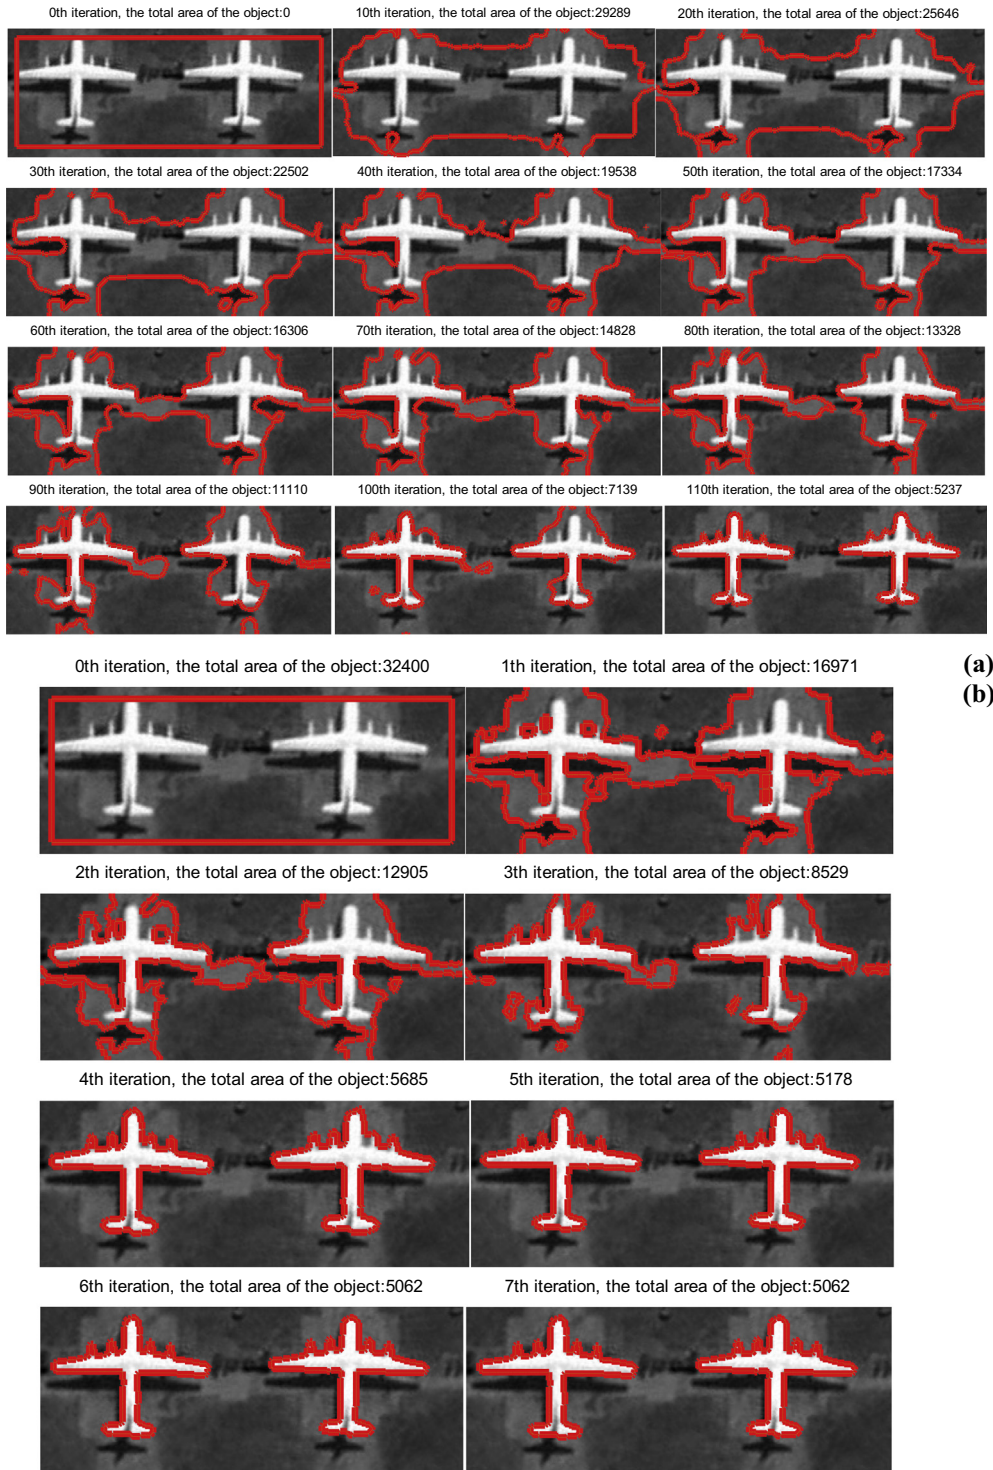 0th iteration, the total area of the object:0
10th iteration, the total area of the object:29289
20th iteration, the total area of the object:25646
30th iteration, the total area of the object:22502
40th iteration, the total area of the object:19538
50th iteration, the total area of the object:17334
60th iteration, the total area of the object:16306
70th iteration, the total area of the object:14828
80th iteration, the total area of the object:13328
90th iteration, the total area of the object:11110
100th iteration, the total area of the object:7139
110th iteration, the total area of the object:5237
(a)
(b)
0th iteration, the total area of the object:32400
1th iteration, the total area of the object:16971
2th iteration, the total area of the object:12905
3th iteration, the total area of the object:8529
4th iteration, the total area of the object:5685
5th iteration, the total area of the object:5178
6th iteration, the total area of the object:5062
7th iteration, the total area of the object:5062